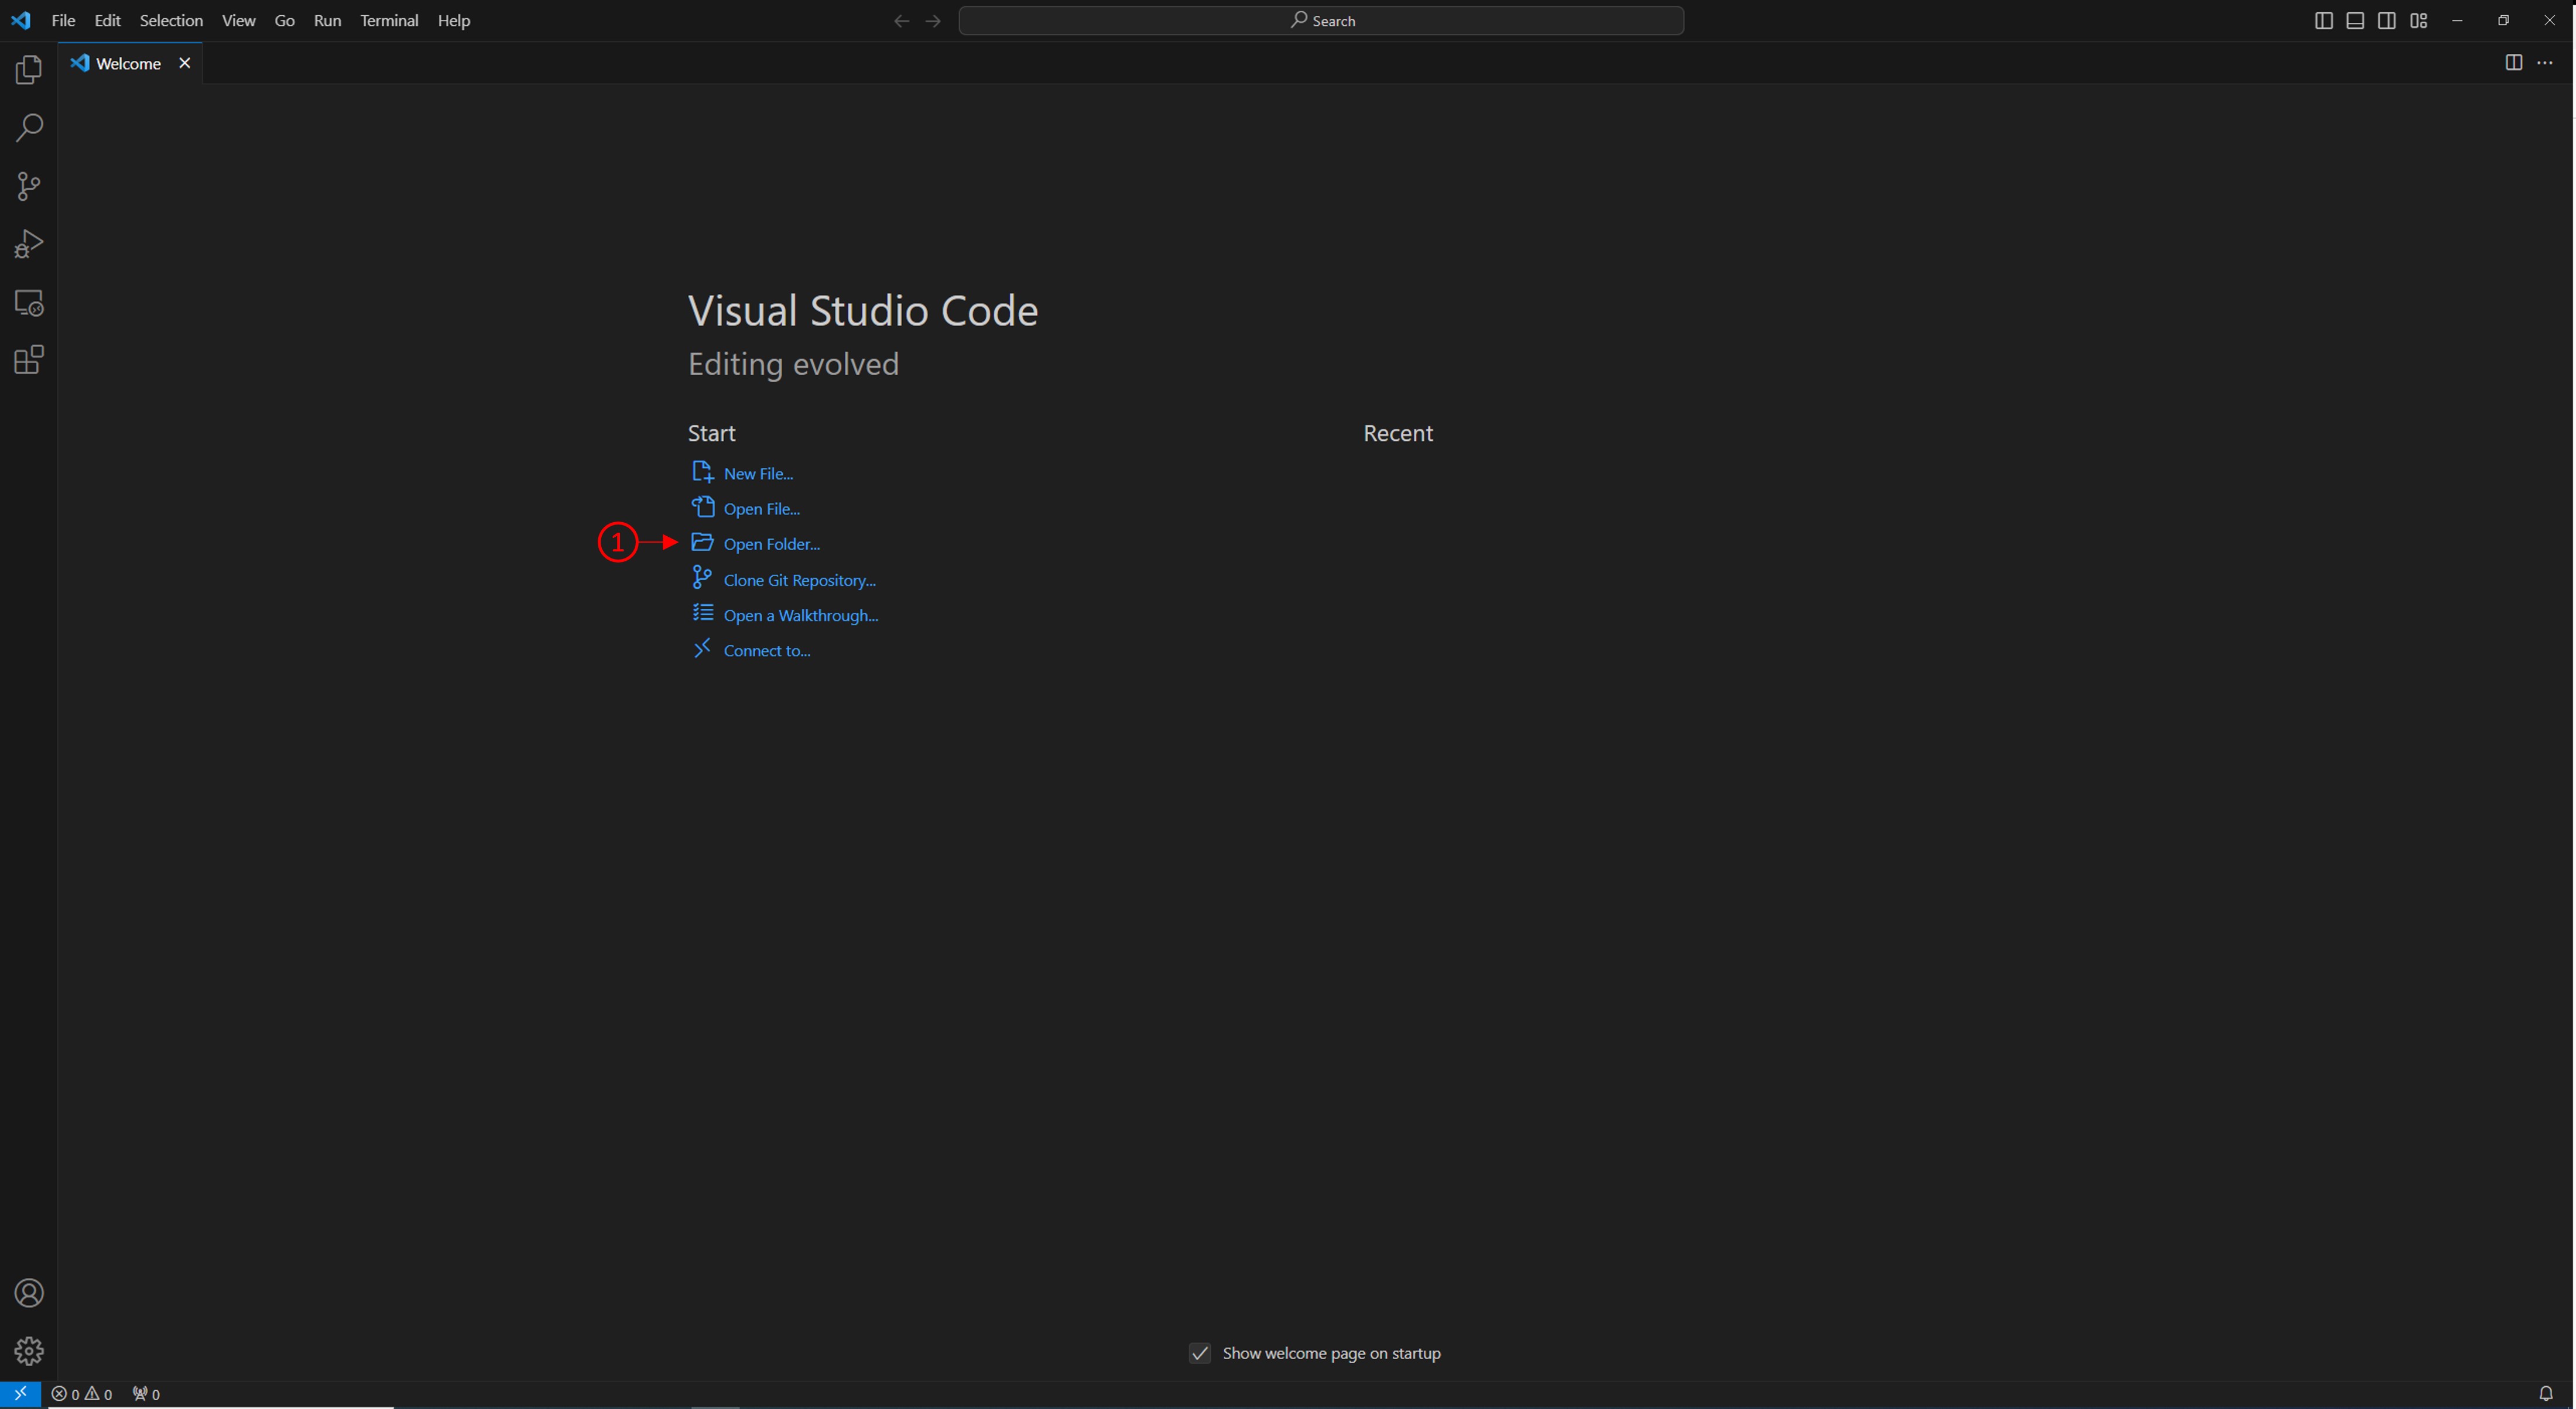 File Edit Selection View Go Run Terminal Help
Search
Welcome
Visual Studio Code
Editing evolved
Start
Recent
New File...
Open File...
1
Open Folder...
Clone Git Repository...
Open a Walkthrough...
Connect to...
Show welcome page on startup
0 0 0